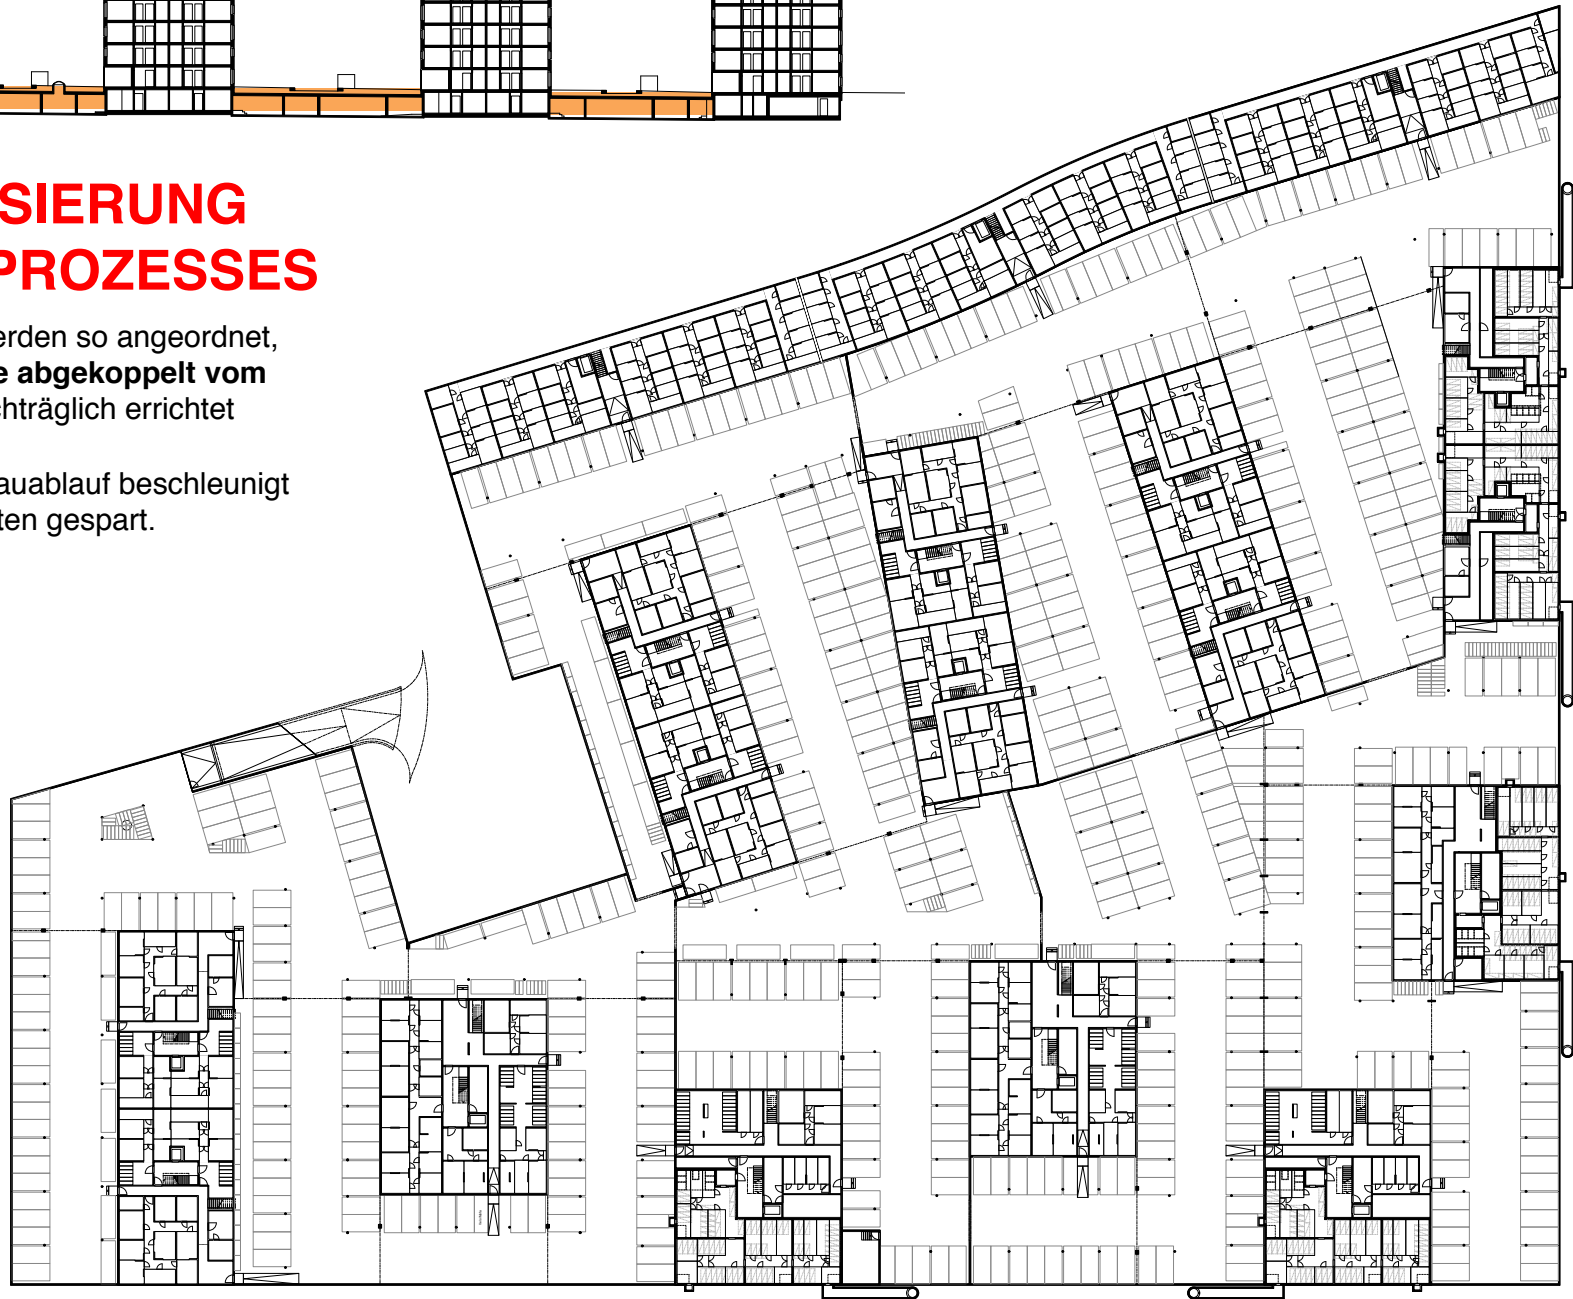 SIERUNG
PROZESSES
erden so angeordnet,
e abgekoppelt vom
chträglich errichtet
auablauf beschleunigt
ten gespart.